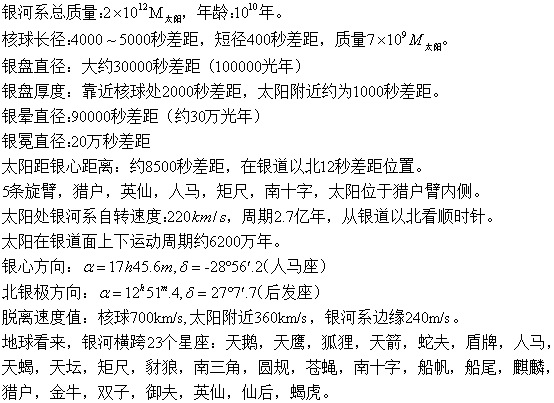 银河系总质量:2×10¹²M太阳，年龄:10¹⁰年。
核球长径:4000～5000秒差距，短径400秒差距，质量7×10⁹M太阳。
银盘直径：大约30000秒差距（100000光年）
银盘厚度：靠近核球处2000秒差距，太阳附近约为1000秒差距。
银晕直径:90000秒差距（约30万光年）
银冕直径:20万秒差距
太阳距银心距离：约8500秒差距，在银道以北12秒差距位置。
5条旋臂，猎户，英仙，人马，矩尺，南十字，太阳位于猎户臂内侧。
太阳处银河系自转速度:220km/s，周期2.7亿年，从银道以北看顺时针。
太阳在银道面上下运动周期约6200万年。
银心方向：α=17h45.6m,δ=-28°56′.2(人马座)
北银极方向：α=12ʰ51ᵐ.4,δ=27°7′.7(后发座)
脱离速度值：核球700km/s,太阳附近360km/s，银河系边缘240m/s。
地球看来，银河横跨23个星座：天鹅，天鹰，狐狸，天箭，蛇夫，盾牌，人马，
天蝎，天坛，矩尺，豺狼，南三角，圆规，苍蝇，南十字，船帆，船尾，麒麟，
猎户，金牛，双子，御夫，英仙，仙后，蝎虎。